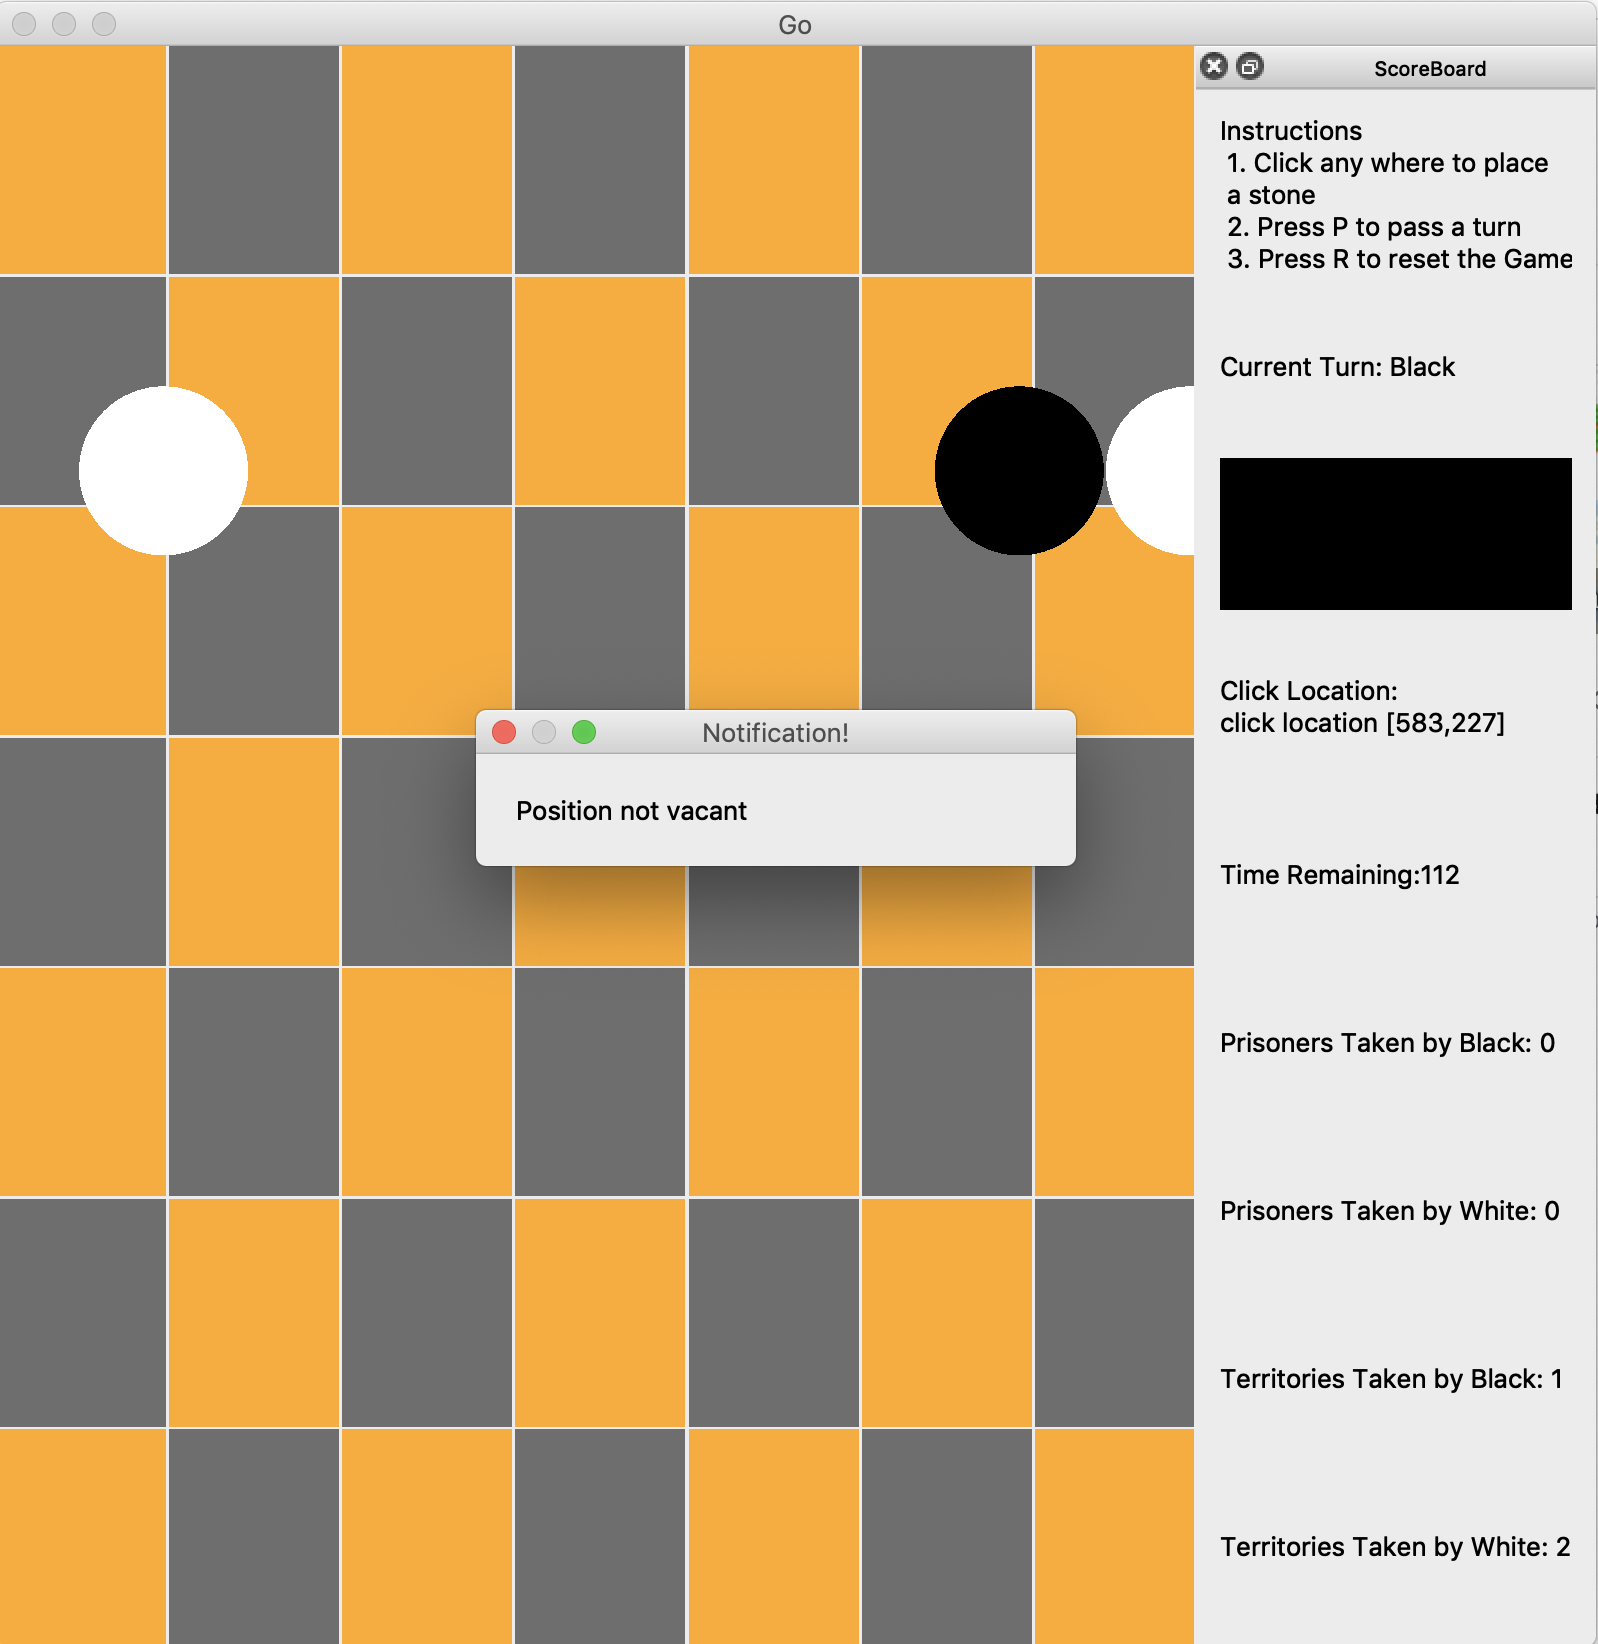 Go
ScoreBoard
Instructions
1. Click any where to place
a stone
2. Press P to pass a turn
3. Press R to reset the Game
Current Turn: Black
Click Location:
click location [583,227]
Notification!
Position not vacant
Time Remaining:112
Prisoners Taken by Black: 0
Prisoners Taken by White: 0
Territories Taken by Black: 1
Territories Taken by White: 2